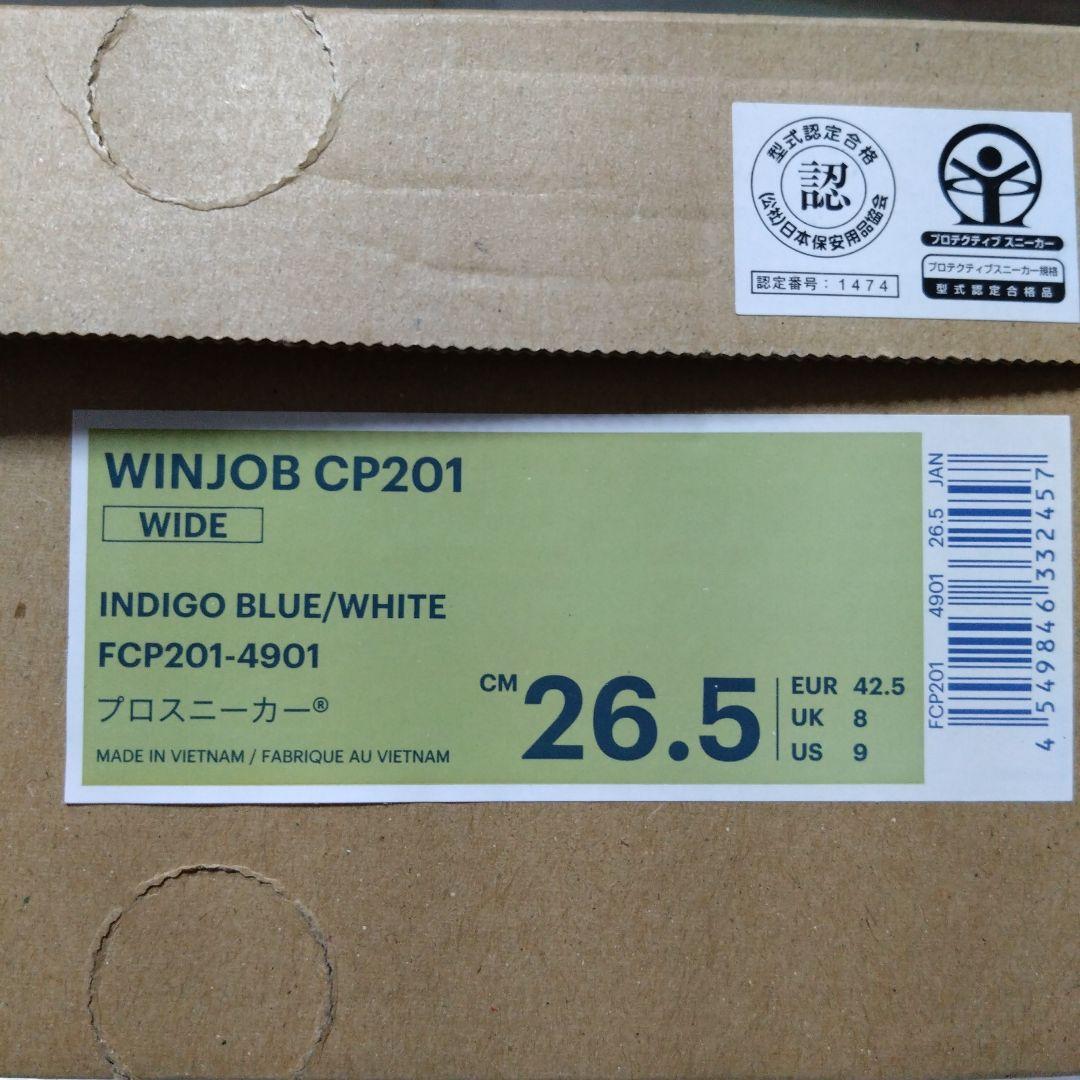 型式認定合格
認
(公社)日本保安用品協会
認定番号：1474
プロテクティブ スニーカー
プロテクティブスニーカー規格
型式認定合格品
WINJOB CP201
WIDE
INDIGO BLUE/WHITE
FCP201-4901
プロスニーカー®
MADE IN VIETNAM / FABRIQUE AU VIETNAM
CM 26.5
EUR 42.5
UK 8
US 9
FCP201 4901 26.5 JAN
4549846332457